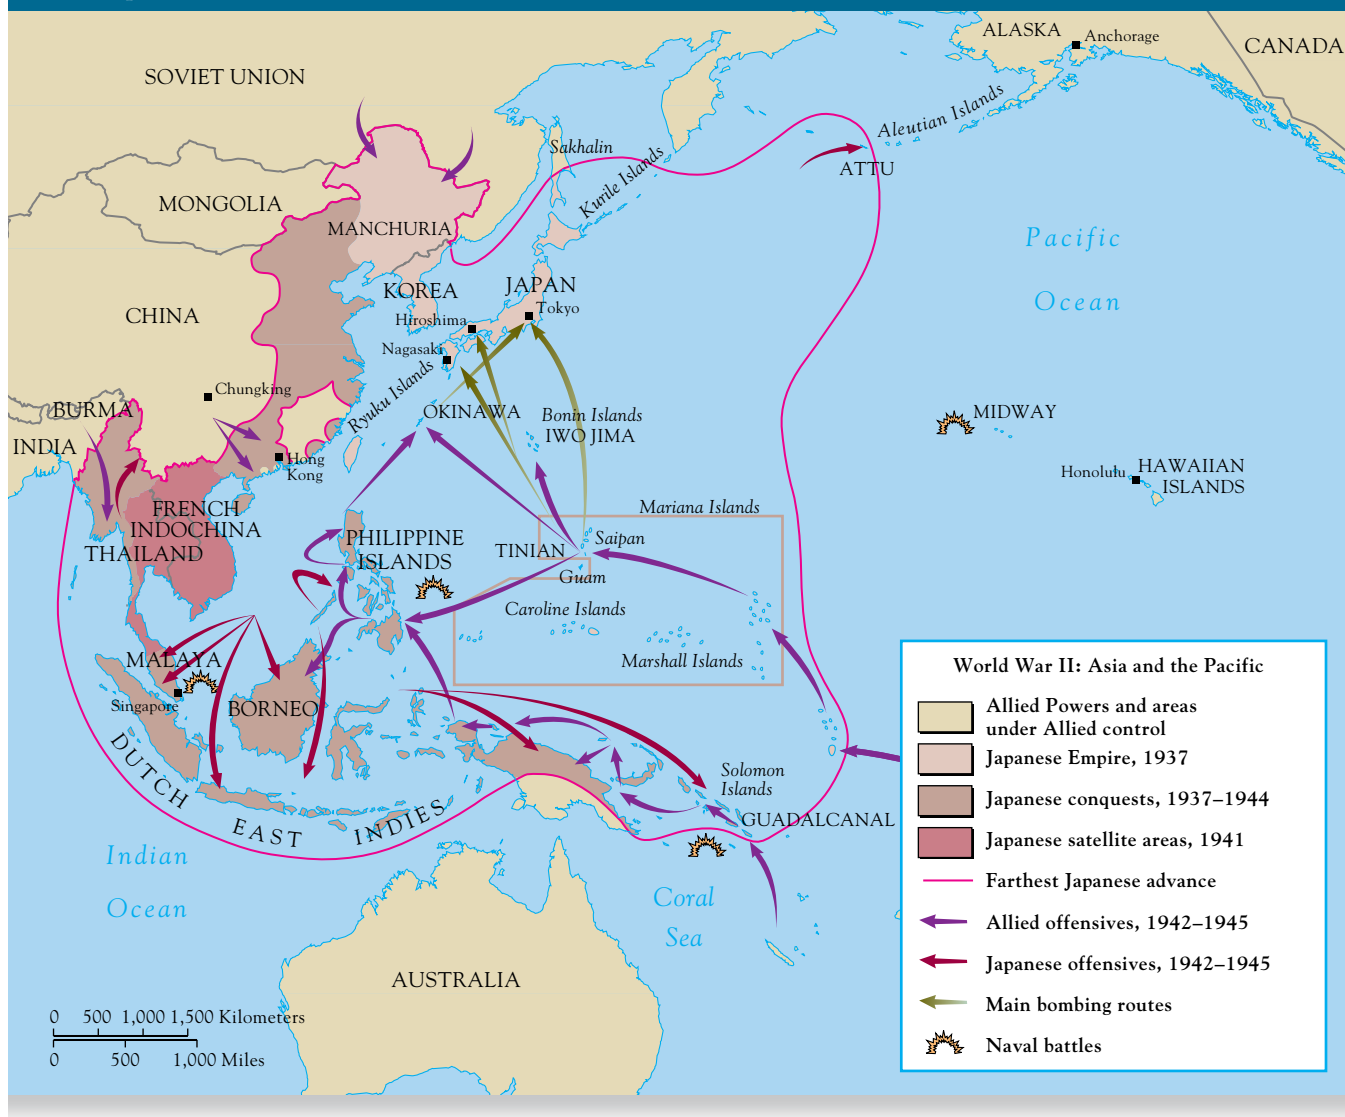 ALASKA
Anchorage
CANADA
SOVIET UNION
Aleutian Islands
Sakhalin
ATTU
Kurile Islands
MONGOLIA
MANCHURIA
Pacific
Ocean
KOREA
JAPAN
Tokyo
Hiroshima
CHINA
Nagasaki
Chungking
Ryuku Islands
BURMA
OKINAWA
Bonin Islands
IWO JIMA
MIDWAY
INDIA
Hong
Kong
Honolulu
HAWAIIAN
ISLANDS
FRENCH
INDOCHINA
THAILAND
Mariana Islands
PHILIPPINE
ISLANDS
TINIAN
Saipan
Guam
Caroline Islands
Marshall Islands
MALAYA
Singapore
BORNEO
DUTCH
EAST
INDIES
Solomon
Islands
GUADALCANAL
Indian
Ocean
Coral
Sea
AUSTRALIA
0 500 1,000 1,500 Kilometers
0 500 1,000 Miles
World War II: Asia and the Pacific
Allied Powers and areas
under Allied control
Japanese Empire, 1937
Japanese conquests, 1937–1944
Japanese satellite areas, 1941
Farthest Japanese advance
Allied offensives, 1942–1945
Japanese offensives, 1942–1945
Main bombing routes
Naval battles